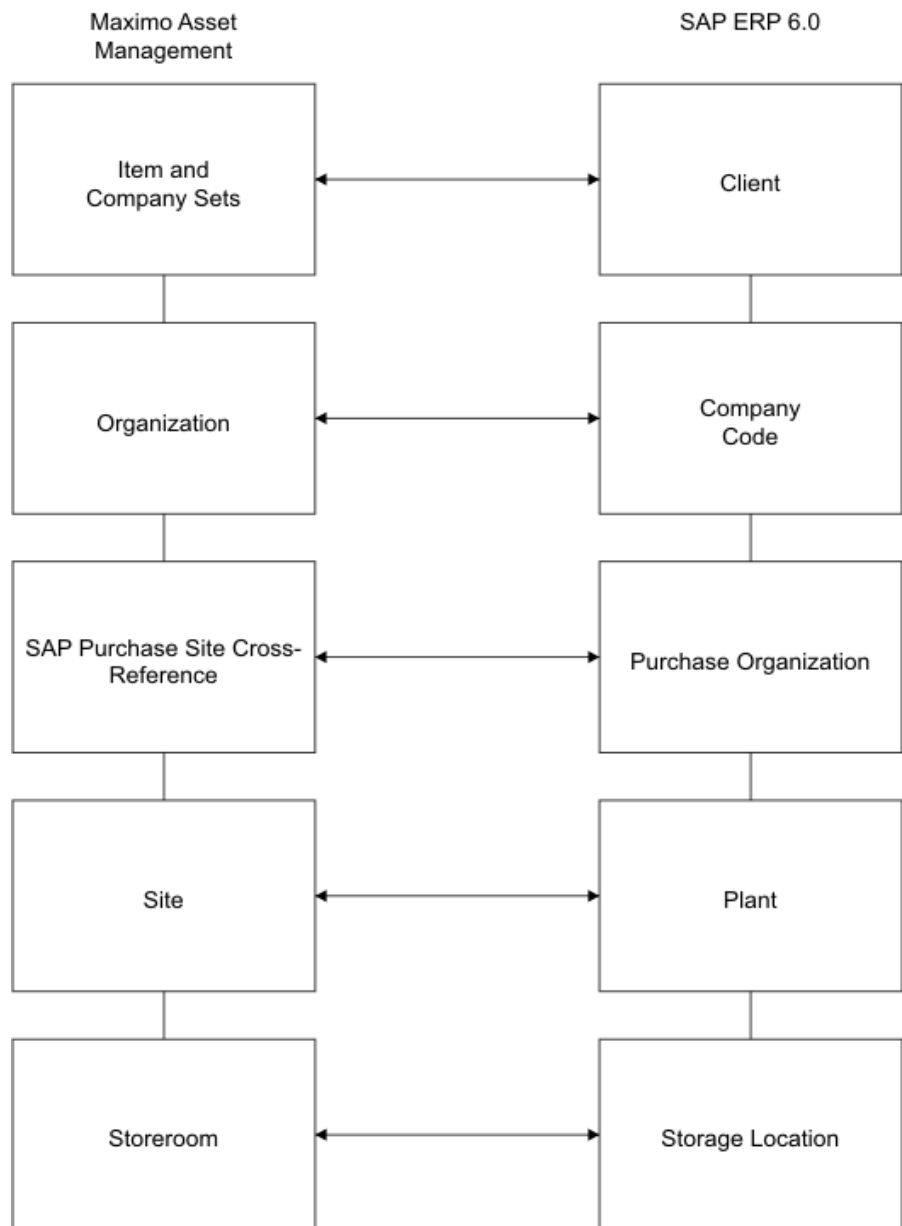 Maximo Asset
Management
SAP ERP 6.0
Item and
Company Sets
Client
Organization
Company
Code
SAP Purchase Site Cross-
Reference
Purchase Organization
Site
Plant
Storeroom
Storage Location